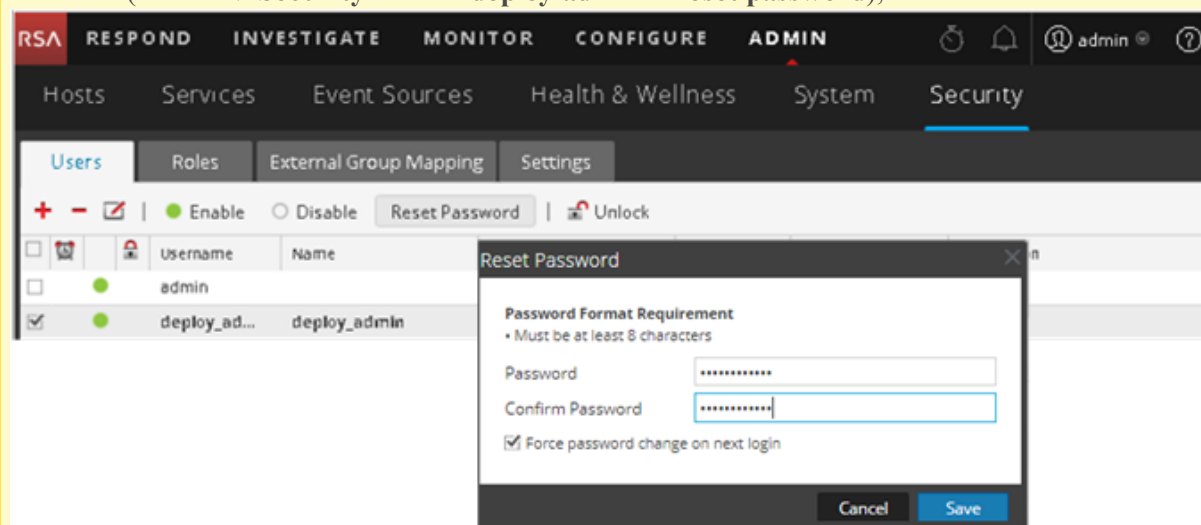 RSA RESPOND INVESTIGATE MONITOR CONFIGURE ADMIN admin
Hosts Services Event Sources Health & Wellness System Security
Users Roles External Group Mapping Settings
Enable Disable Reset Password Unlock
Username Name
admin
deploy_ad... deploy_admin
Reset Password
Password Format Requirement
• Must be at least 8 characters
Password ••••••••••••
Confirm Password ••••••••••••
Force password change on next login
Cancel Save